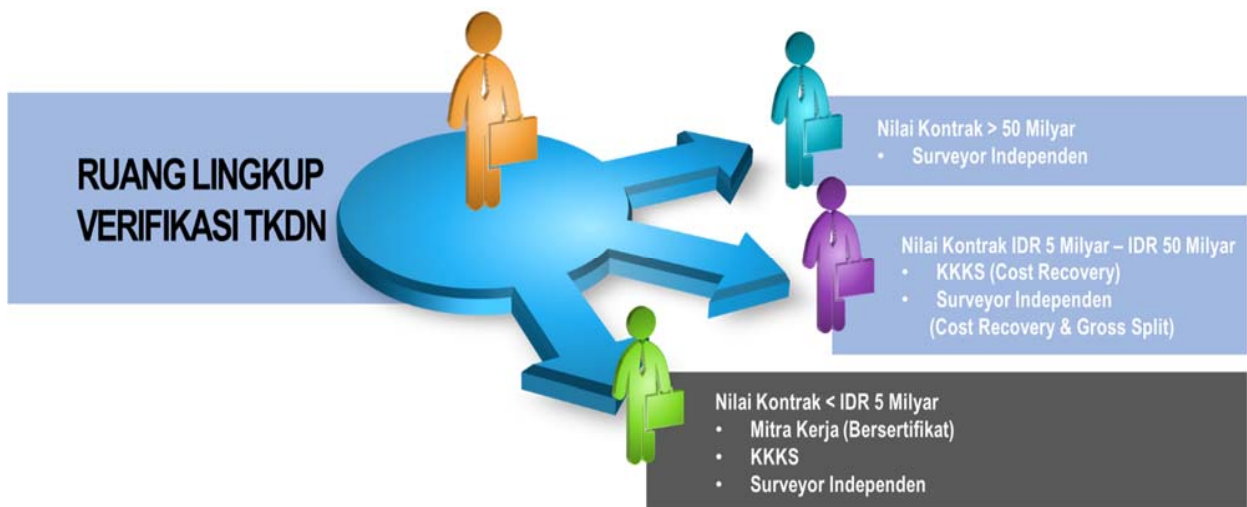 RUANG LINGKUP
VERIFIKASI TKDN
Nilai Kontrak > 50 Milyar
• Surveyor Independen
Nilai Kontrak IDR 5 Milyar – IDR 50 Milyar
• KKKS (Cost Recovery)
• Surveyor Independen
(Cost Recovery & Gross Split)
Nilai Kontrak < IDR 5 Milyar
• Mitra Kerja (Bersertifikat)
• KKKS
• Surveyor Independen